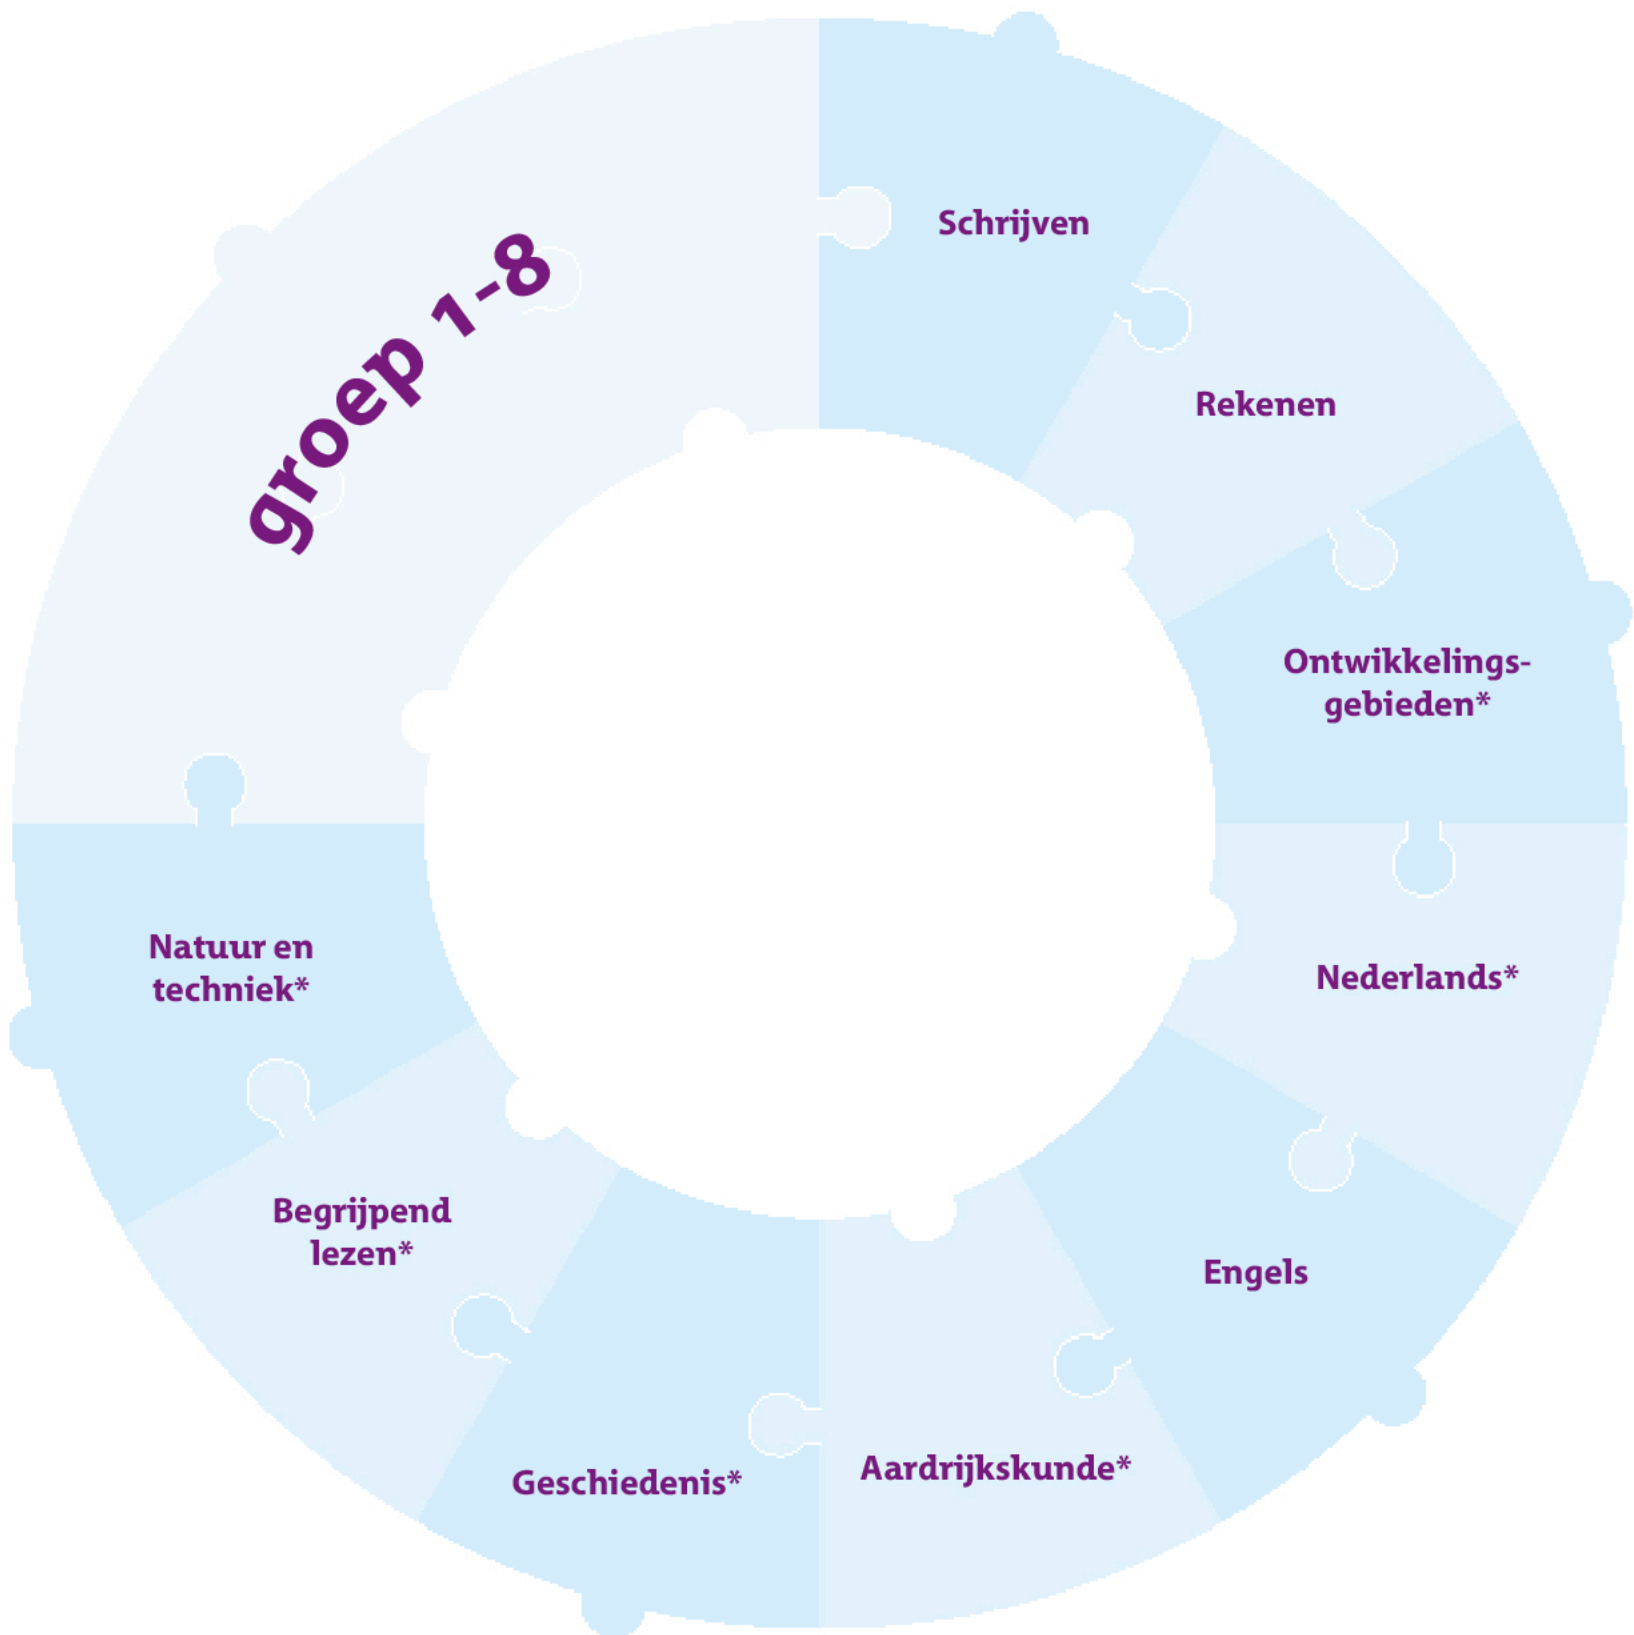 groep 1-8
Schrijven
Rekenen
Ontwikkelings-
gebieden*
Nederlands*
Engels
Aardrijkskunde*
Geschiedenis*
Begrijpend
lezen*
Natuur en
techniek*